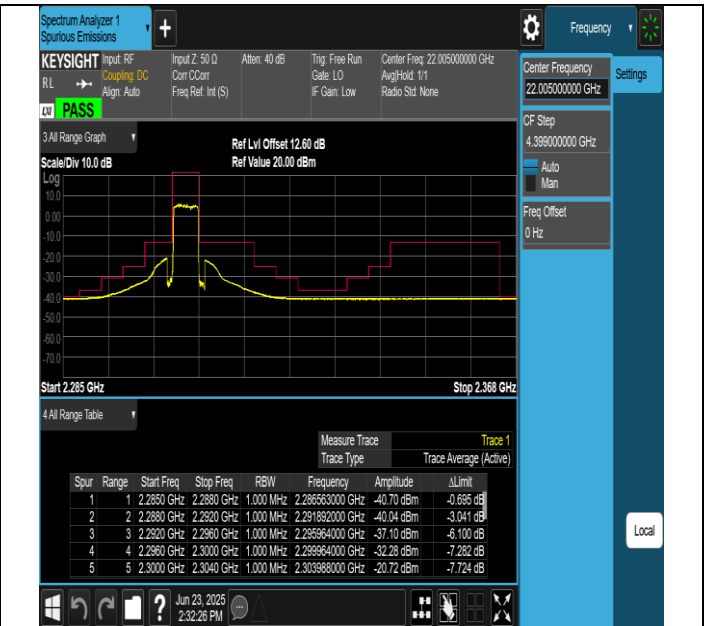 Spectrum Analyzer 1
Spurious Emissions
Frequency
KEYSIGHT
RL
LXI PASS
Input: RF
Coupling: DC
Align: Auto
Input Z: 50 Ω
Corr CCorr
Freq Ref: Int (S)
Atten: 40 dB
Trig: Free Run
Gate: LO
IF Gain: Low
Center Freq: 22.005000000 GHz
Avg|Hold: 1/1
Radio Std: None
Center Frequency
22.005000000 GHz
Settings
CF Step
4.399000000 GHz
Auto
Man
Freq Offset
0 Hz
3 All Range Graph
Ref Lvl Offset 12.60 dB
Scale/Div 10.0 dB
Ref Value 20.00 dBm
Log
10.0
0.00
-10.0
-20.0
-30.0
-40.0
-50.0
-60.0
-70.0
Start 2.285 GHz
Stop 2.368 GHz
4 All Range Table
Measure Trace Trace 1
Trace Type Trace Average (Active)
Spur Range Start Freq Stop Freq RBW Frequency Amplitude ΔLimit
1 1 2.2850 GHz 2.2880 GHz 1.000 MHz 2.286563000 GHz -40.70 dBm -0.695 dB
2 2 2.2880 GHz 2.2920 GHz 1.000 MHz 2.291892000 GHz -40.04 dBm -3.041 dB
3 3 2.2920 GHz 2.2960 GHz 1.000 MHz 2.295964000 GHz -37.10 dBm -6.100 dB
4 4 2.2960 GHz 2.3000 GHz 1.000 MHz 2.299964000 GHz -32.28 dBm -7.282 dB
5 5 2.3000 GHz 2.3040 GHz 1.000 MHz 2.303988000 GHz -20.72 dBm -7.724 dB
Local
Jun 23, 2025
2:32:26 PM